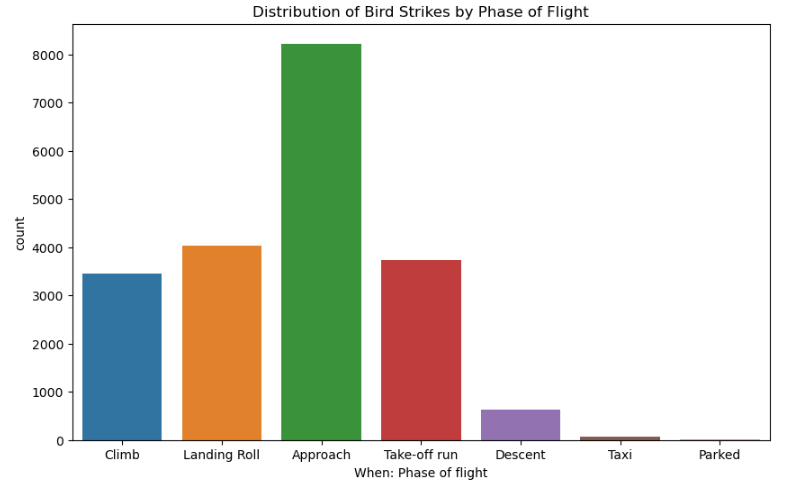 Distribution of Bird Strikes by Phase of Flight
8000
7000
6000
5000
4000
3000
2000
1000
0
count
Climb
Landing Roll
Approach
Take-off run
Descent
Taxi
Parked
When: Phase of flight